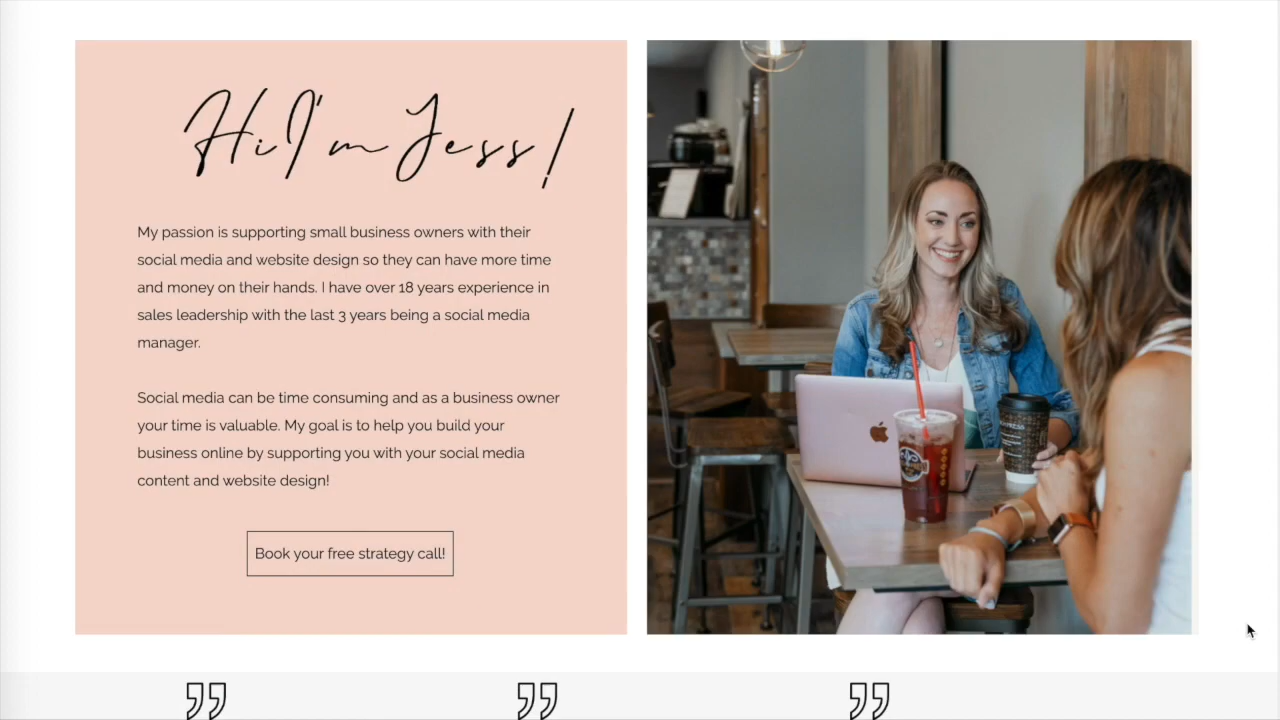 Hi I'm Jess!
My passion is supporting small business owners with their
social media and website design so they can have more time
and money on their hands. I have over 18 years experience in
sales leadership with the last 3 years being a social media
manager.
Social media can be time consuming and as a business owner
your time is valuable. My goal is to help you build your
business online by supporting you with your social media
content and website design!
Book your free strategy call!